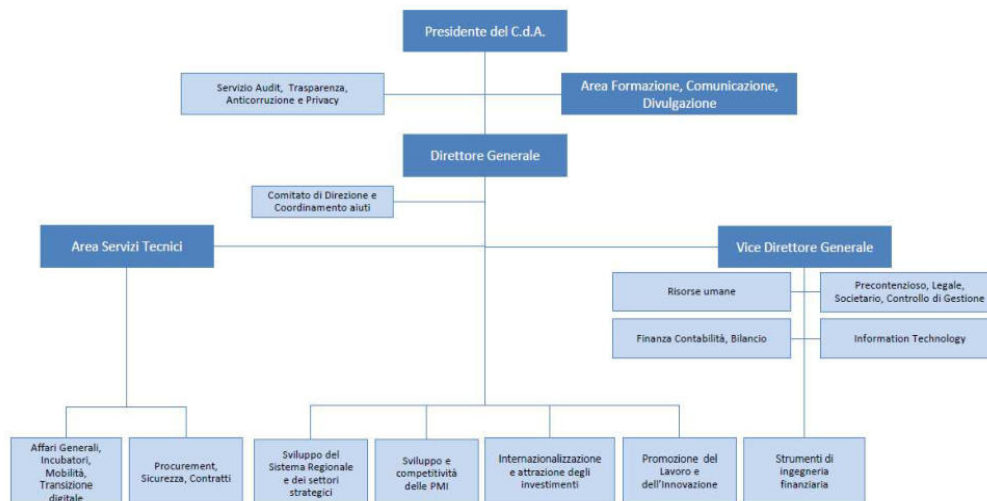 Presidente del C.d.A.
Servizio Audit, Trasparenza,
Anticorruzione e Privacy
Area Formazione, Comunicazione,
Divulgazione
Direttore Generale
Comitato di Direzione e
Coordinamento aiuti
Area Servizi Tecnici
Vice Direttore Generale
Risorse umane
Precontenzioso, Legale,
Societario, Controllo di Gestione
Finanza Contabilità, Bilancio
Information Technology
Affari Generali,
Incubatori,
Mobilità,
Transizione
digitale
Procurement,
Sicurezza, Contratti
Sviluppo del
Sistema Regionale
e dei settori
strategici
Sviluppo e
competitività
delle PMI
Internazionalizzazione
e attrazione degli
investimenti
Promozione del
Lavoro e
dell'Innovazione
Strumenti di
ingegneria
finanziaria